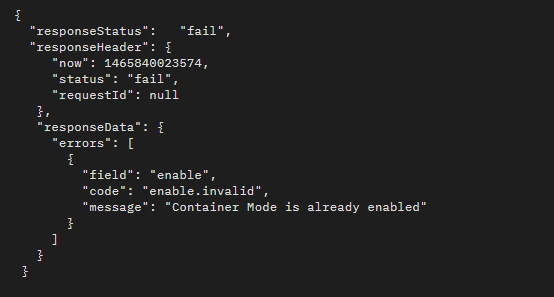 {
  "responseStatus":   "fail",
  "responseHeader": {
     "now": 1465840023574,
     "status": "fail",
     "requestId": null
   },
   "responseData": {
     "errors": [
       {
         "field": "enable",
         "code": "enable.invalid",
         "message": "Container Mode is already enabled"
       }
     ]
   }
 }